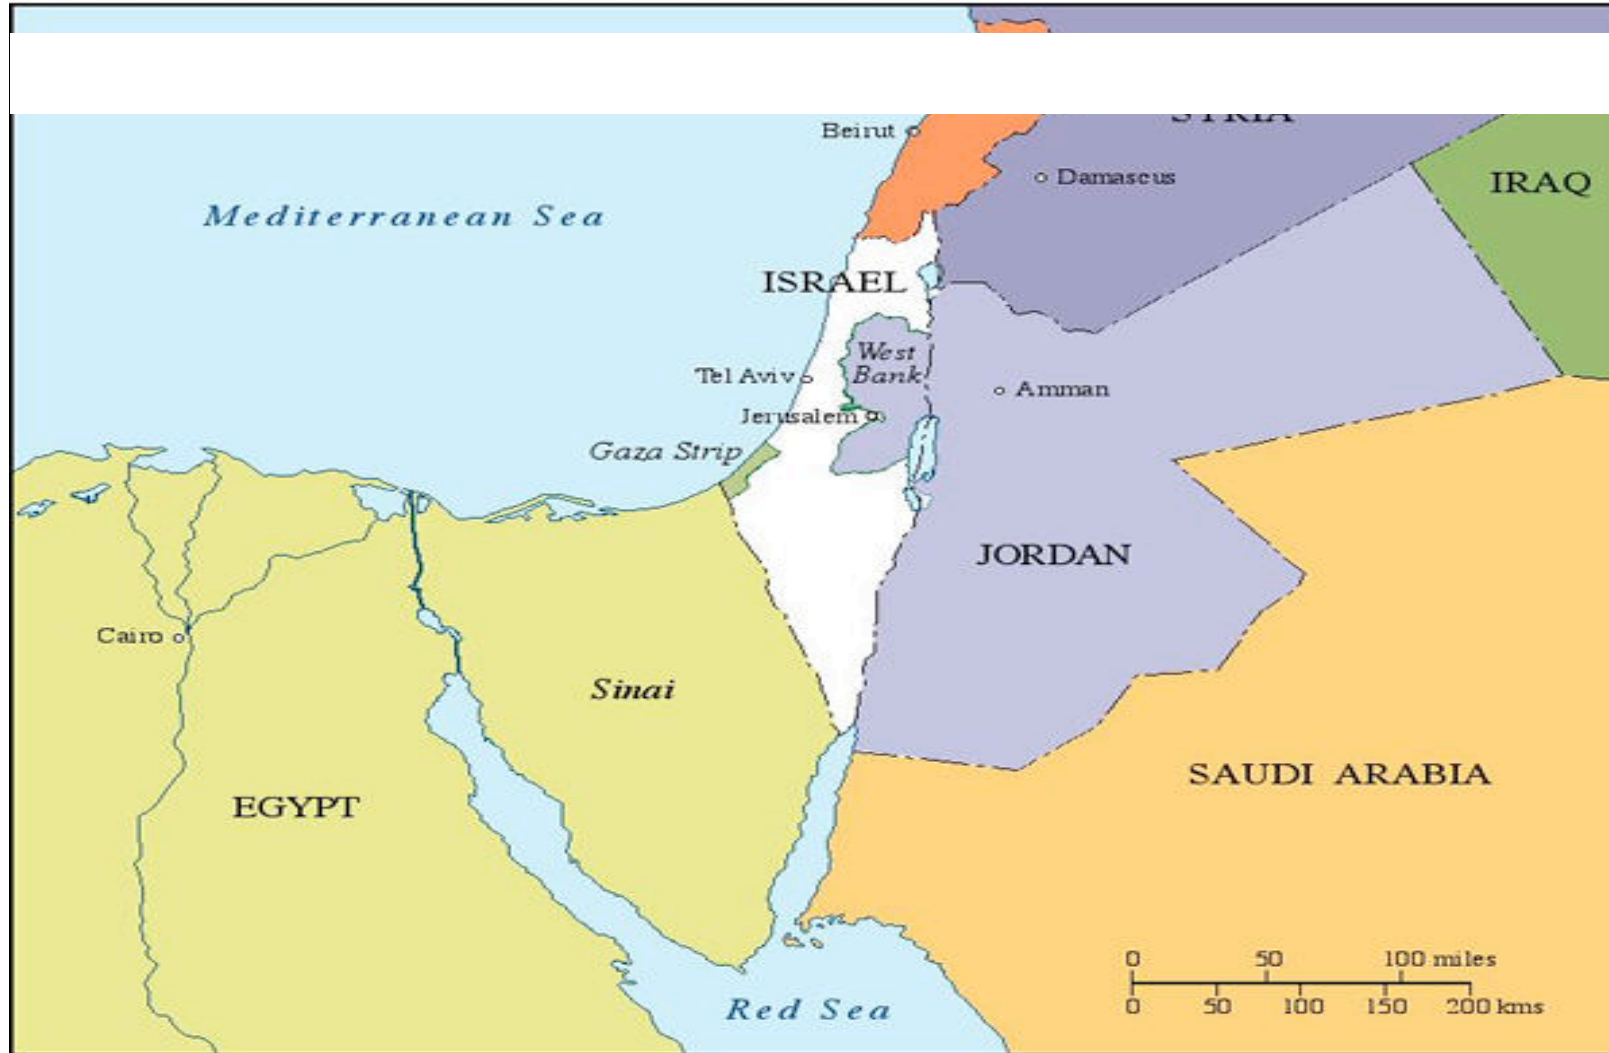 SYRIA
Beirut
Damascus
IRAQ
Mediterranean Sea
ISRAEL
West
Bank
Tel Aviv
Amman
Jerusalem
Gaza Strip
JORDAN
Cairo
Sinai
SAUDI ARABIA
EGYPT
0 50 100 miles
0 50 100 150 200 kms
Red Sea